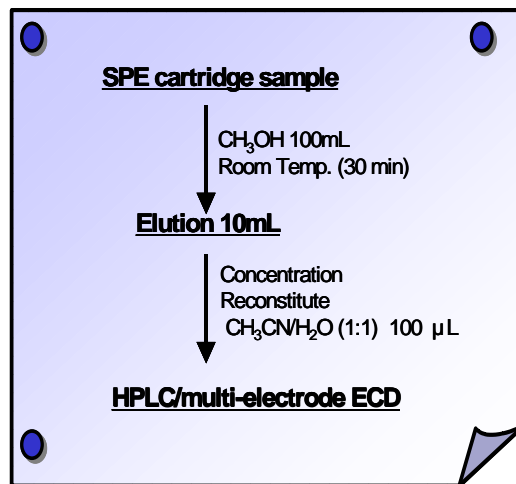 SPE cartridge sample
CH₃OH 100mL
Room Temp. (30 min)
Elution 10mL
Concentration
Reconstitute
CH₃CN/H₂O (1:1) 100 µL
HPLC/multi-electrode ECD